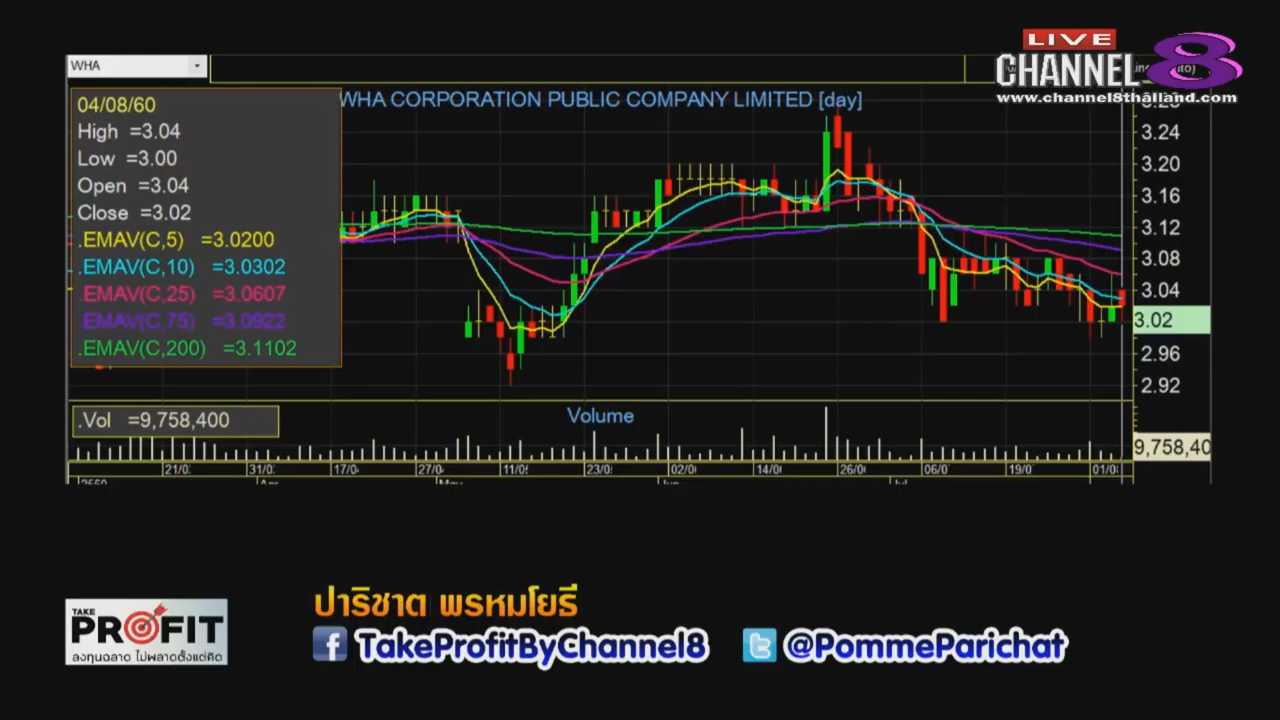 LIVE
CHANNEL 8
www.channel8thailand.com
WHA
WHA CORPORATION PUBLIC COMPANY LIMITED [day]
04/08/60
High =3.04
Low =3.00
Open =3.04
Close =3.02
.EMAV(C,5) =3.0200
.EMAV(C,10) =3.0302
.EMAV(C,25) =3.0607
.EMAV(C,75) =3.0922
.EMAV(C,200) =3.1102
3.24
3.20
3.16
3.12
3.08
3.04
3.02
2.96
2.92
.Vol =9,758,400
Volume
9,758,40
21/0 31/0 17/0 27/0 11/0 23/0 02/0 14/0 26/0 06/0 19/0 01/0
TAKE
PROFIT
ลงทุนฉลาด ไม่พลาดตั้งแต่คิด
ปาริชาต พรหมโยธี
TakeProfitByChannel8 @PommeParichat